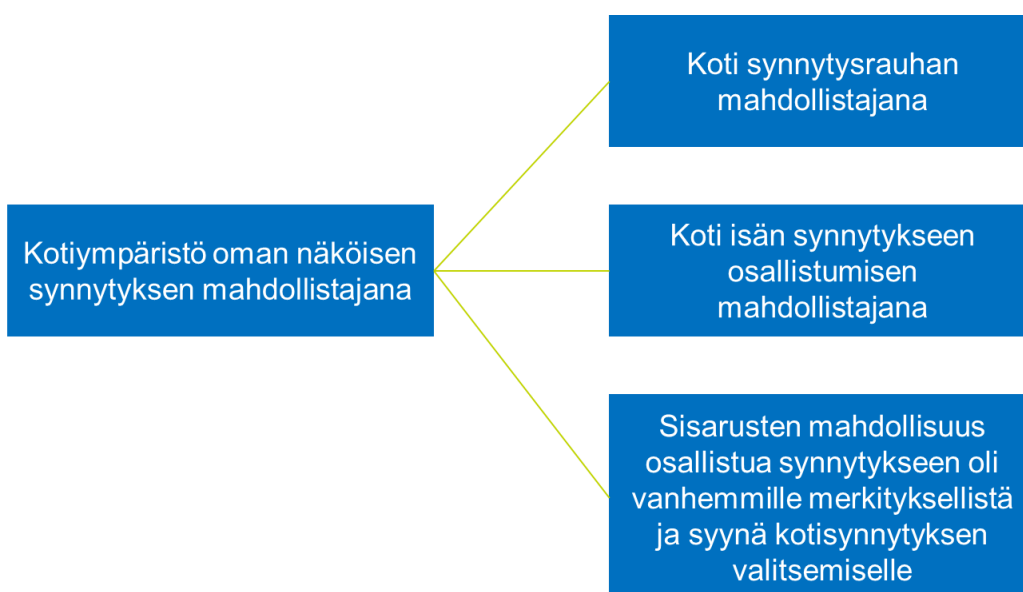 Kotiympäristö oman näköisen
synnytyksen mahdollistajana
Koti synnytysrauhan
mahdollistajana
Koti isän synnytykseen
osallistumisen
mahdollistajana
Sisarusten mahdollisuus
osallistua synnytykseen oli
vanhemmille merkityksellistä
ja syynä kotisynnytyksen
valitsemiselle